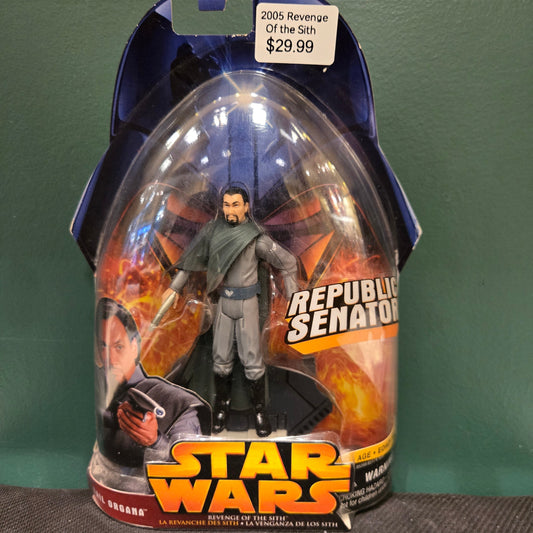 2005 Revenge
Of the Sith
$29.99
REPUBLIC
SENATOR
ORGANA
STAR
WARS
REVENGE OF THE SITH
LA REVANCHE DES SITH • LA VENGANZA DE LOS SITH
AGE •